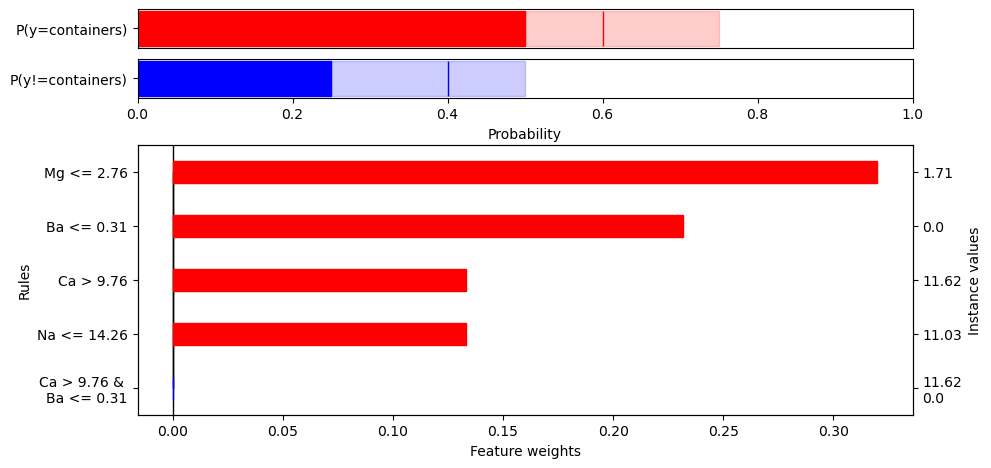 P(y=containers)
P(y!=containers)
0.0 0.2 0.4 0.6 0.8 1.0
Probability
Rules
Mg <= 2.76 1.71
Ba <= 0.31 0.0
Ca > 9.76 11.62
Na <= 14.26 11.03
Ca > 9.76 & 11.62
Ba <= 0.31 0.0
Instance values
0.00 0.05 0.10 0.15 0.20 0.25 0.30
Feature weights